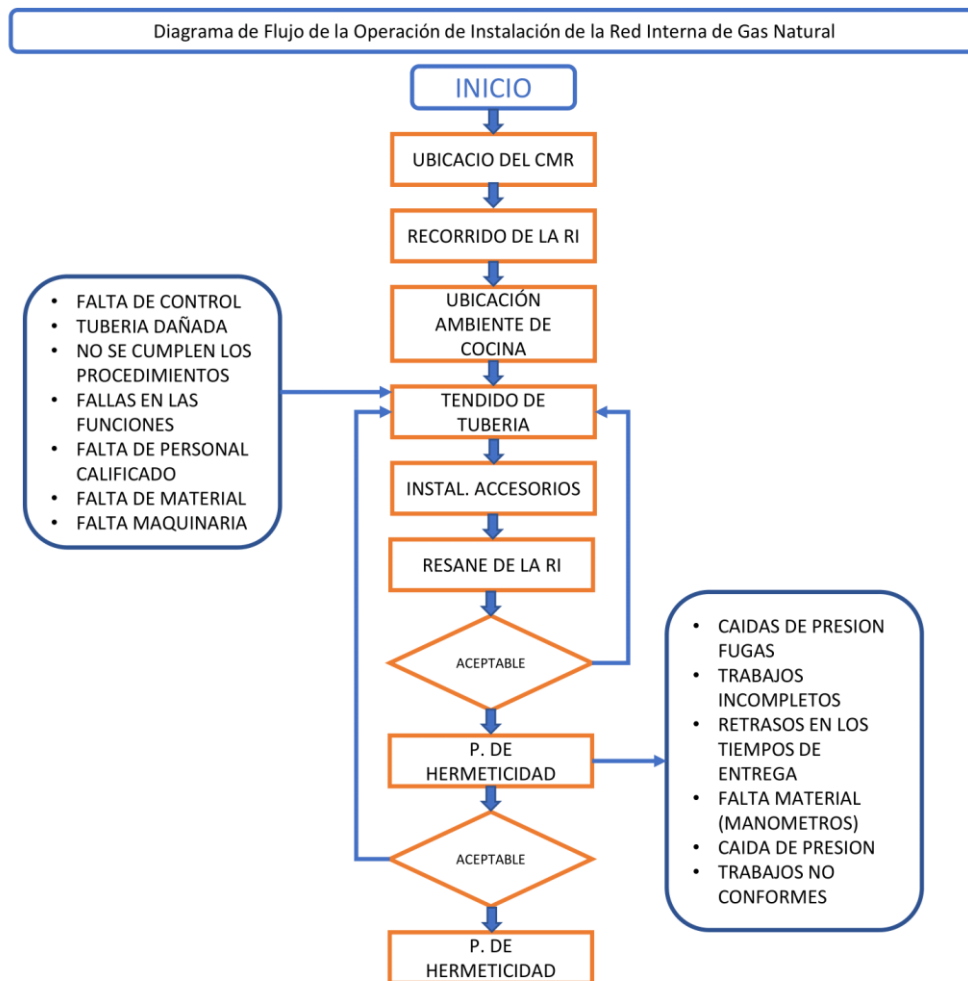 Diagrama de Flujo de la Operación de Instalación de la Red Interna de Gas Natural
INICIO
UBICACIO DEL CMR
RECORRIDO DE LA RI
UBICACIÓN
AMBIENTE DE
COCINA
• FALTA DE CONTROL
• TUBERIA DAÑADA
• NO SE CUMPLEN LOS
PROCEDIMIENTOS
• FALLAS EN LAS
FUNCIONES
• FALTA DE PERSONAL
CALIFICADO
• FALTA DE MATERIAL
• FALTA MAQUINARIA
TENDIDO DE
TUBERIA
INSTAL. ACCESORIOS
RESANE DE LA RI
ACEPTABLE
P. DE
HERMETICIDAD
• CAIDAS DE PRESION
FUGAS
• TRABAJOS
INCOMPLETOS
• RETRASOS EN LOS
TIEMPOS DE
ENTREGA
• FALTA MATERIAL
(MANOMETROS)
• CAIDA DE PRESION
• TRABAJOS NO
CONFORMES
ACEPTABLE
P. DE
HERMETICIDAD